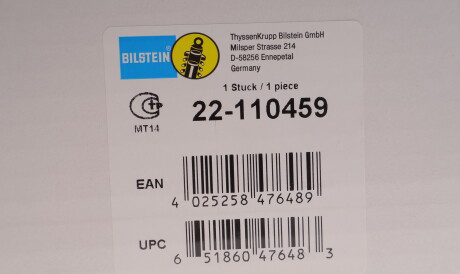 BILSTEIN®
ThyssenKrupp Bilstein GmbH
Milsper Strasse 214
D-58256 Ennepetal
Germany
1 Stuck / 1 piece
22-110459
MT14
EAN
4 025258 476489
UPC
6 51860 47648 3